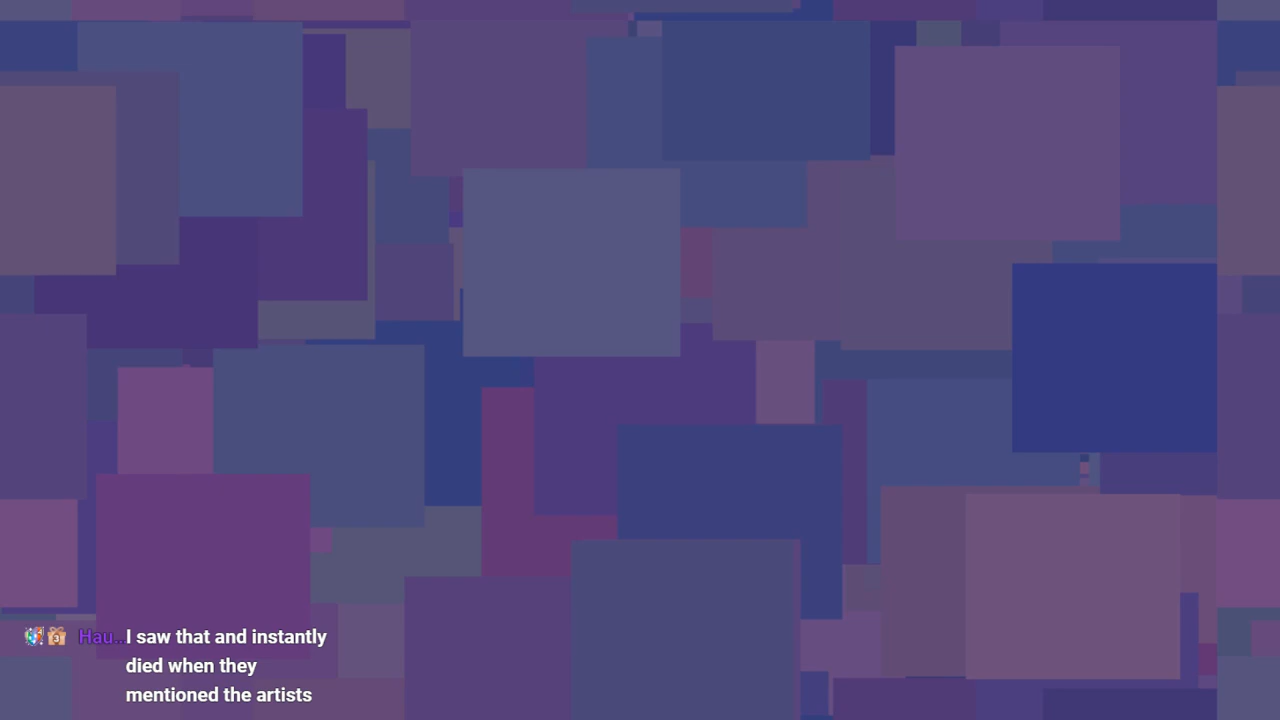 Hau... I saw that and instantly
died when they
mentioned the artists